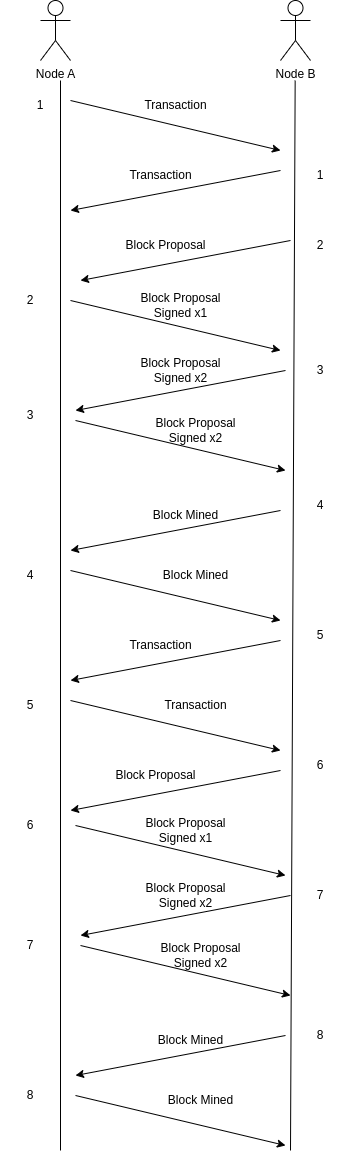 Node A
Node B
1
Transaction
Transaction
1
Block Proposal
2
2
Block Proposal
Signed x1
Block Proposal
Signed x2
3
3
Block Proposal
Signed x2
4
Block Mined
4
Block Mined
5
Transaction
5
Transaction
6
Block Proposal
6
Block Proposal
Signed x1
Block Proposal
Signed x2
7
7
Block Proposal
Signed x2
8
Block Mined
8
Block Mined